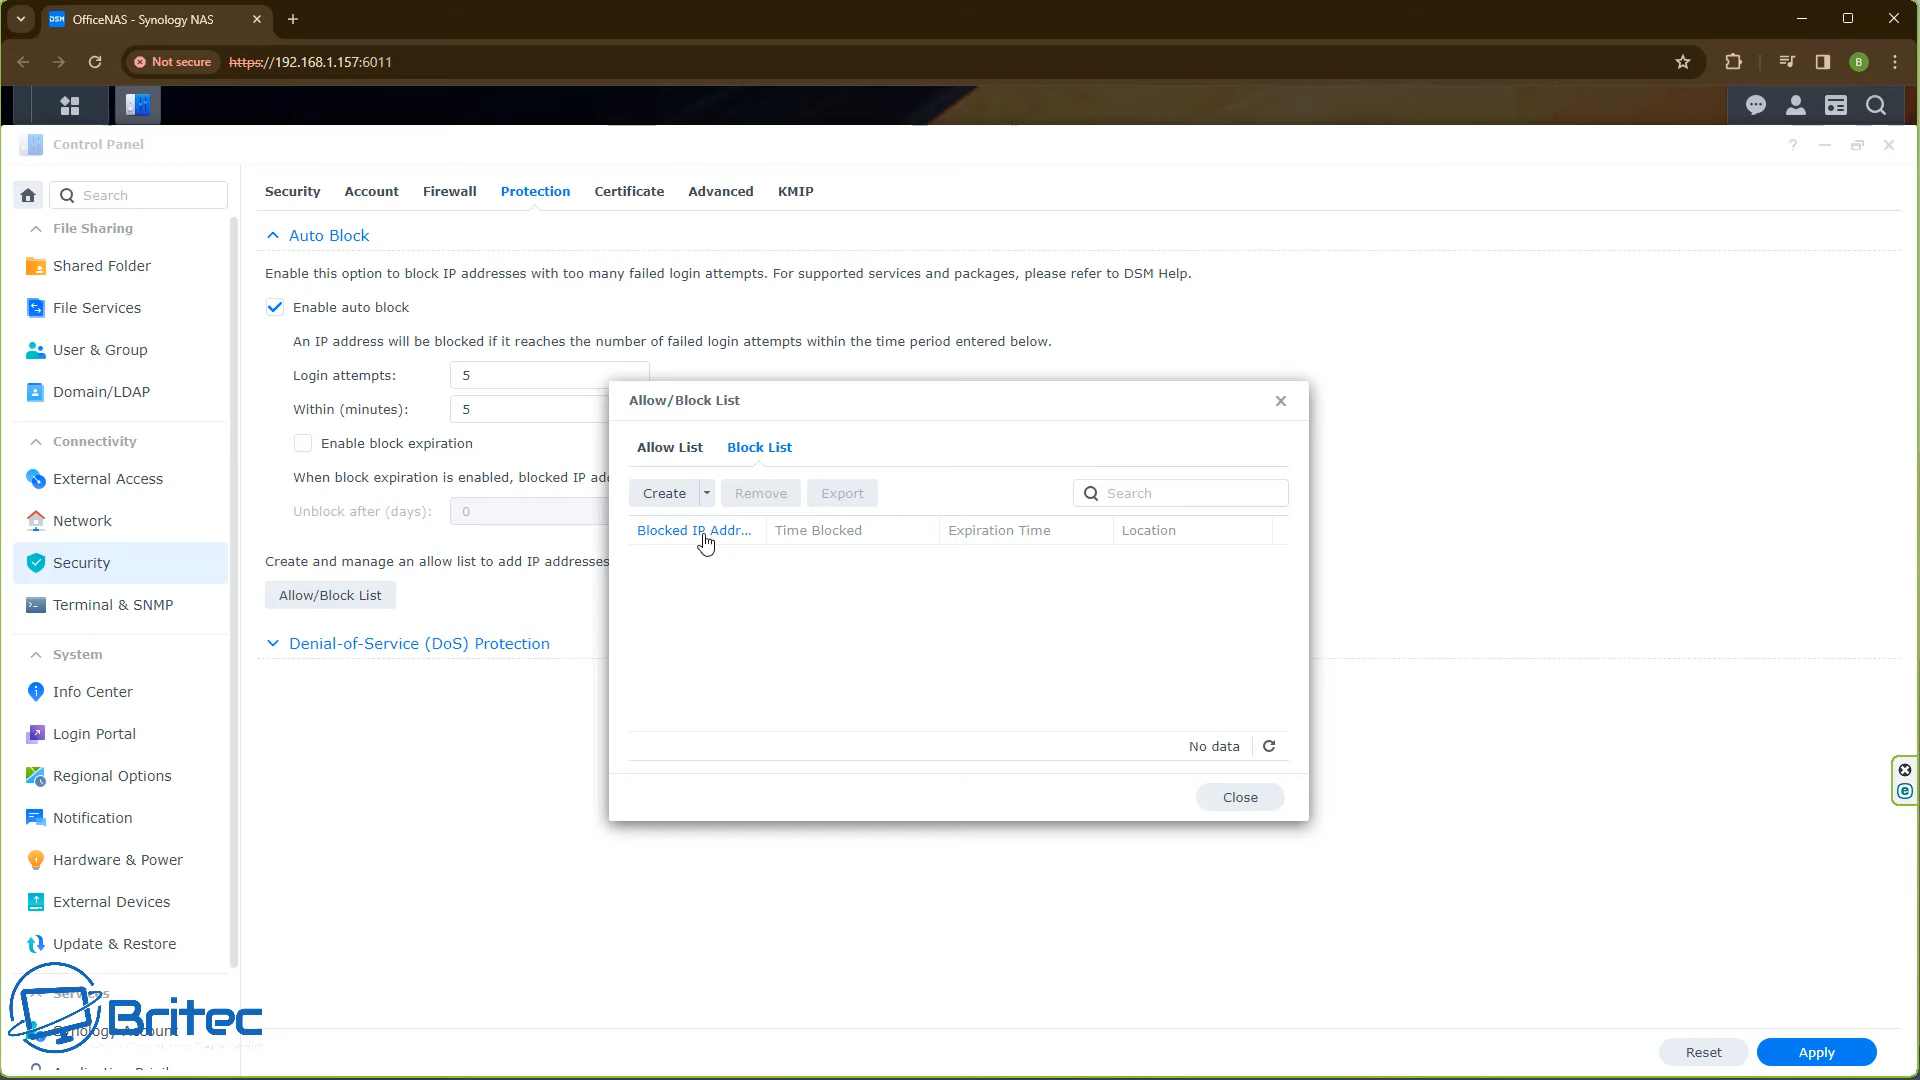 OfficeNAS - Synology NAS
Not secure
https://192.168.1.157:6011
B
Control Panel
Search
File Sharing
Shared Folder
File Services
User & Group
Domain/LDAP
Connectivity
External Access
Network
Security
Terminal & SNMP
System
Info Center
Login Portal
Regional Options
Notification
Hardware & Power
External Devices
Update & Restore
Services
Synology Account
Britec
Security Account Firewall Protection Certificate Advanced KMIP
Auto Block
Enable this option to block IP addresses with too many failed login attempts. For supported services and packages, please refer to DSM Help.
Enable auto block
An IP address will be blocked if it reaches the number of failed login attempts within the time period entered below.
Login attempts: 5
Within (minutes): 5
Enable block expiration
When block expiration is enabled, blocked IP
Unblock after (days): 0
Create and manage an allow list to add IP addresses
Allow/Block List
Denial-of-Service (DoS) Protection
Allow/Block List
Allow List Block List
Create Remove Export Search
Blocked IP Addr... Time Blocked Expiration Time Location
No data
Close
Reset Apply